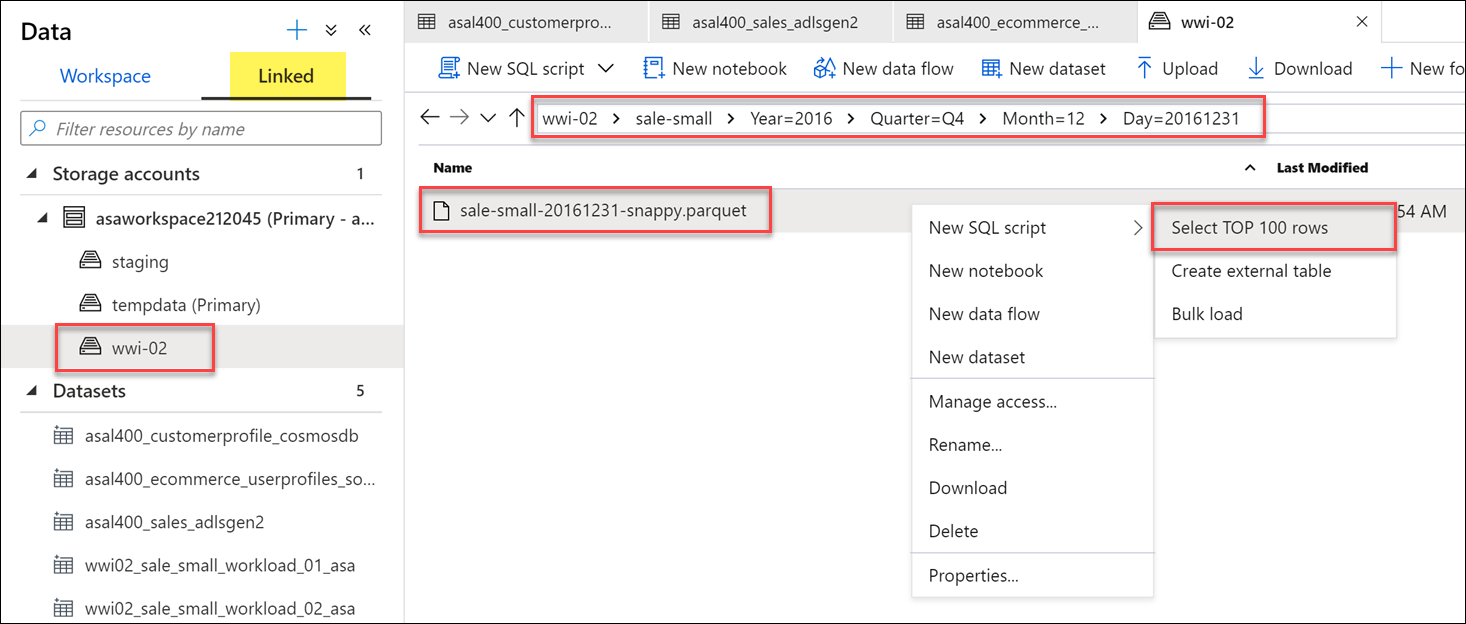 Data
Workspace
Linked
Filter resources by name
Storage accounts 1
asaworkspace212045 (Primary - a...
staging
tempdata (Primary)
wwi-02
Datasets 5
asal400_customerprofile_cosmosdb
asal400_ecommerce_userprofiles_so...
asal400_sales_adlsgen2
wwi02_sale_small_workload_01_asa
wwi02_sale_small_workload_02_asa
asal400_customerpro...
asal400_sales_adlsgen2
asal400_ecommerce_...
wwi-02
New SQL script
New notebook
New data flow
New dataset
Upload
Download
New fo
wwi-02 > sale-small > Year=2016 > Quarter=Q4 > Month=12 > Day=20161231
Name
Last Modified
sale-small-20161231-snappy.parquet
54 AM
New SQL script
New notebook
New data flow
New dataset
Manage access...
Rename...
Download
Delete
Properties...
Select TOP 100 rows
Create external table
Bulk load